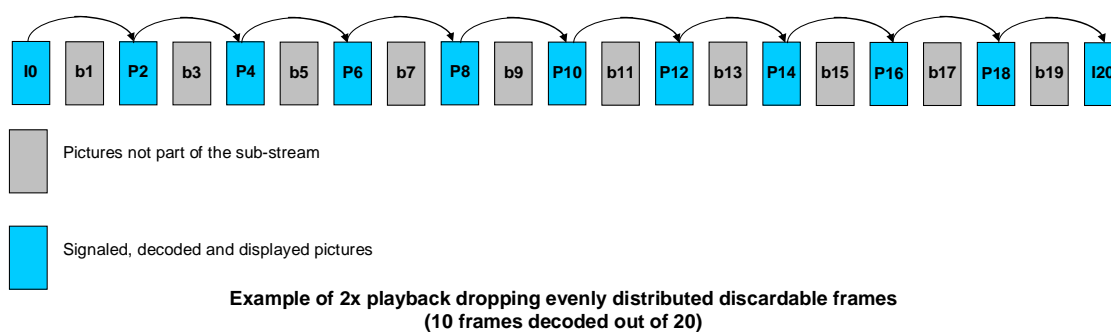 I0 b1 P2 b3 P4 b5 P6 b7 P8 b9 P10 b11 P12 b13 P14 b15 P16 b17 P18 b19 I20
Pictures not part of the sub-stream
Signaled, decoded and displayed pictures
Example of 2x playback dropping evenly distributed discardable frames
(10 frames decoded out of 20)